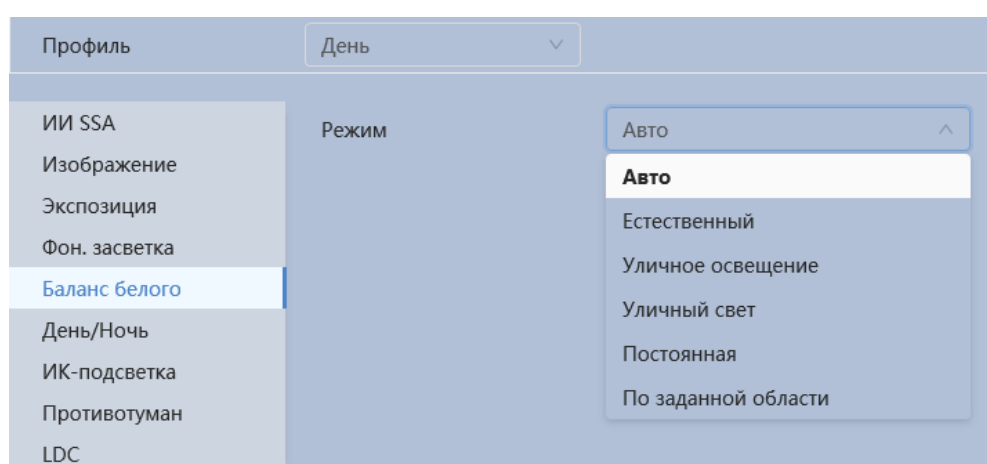 Профиль
День
ИИ SSA
Изображение
Экспозиция
Фон. засветка
Баланс белого
День/Ночь
ИК-подсветка
Противотуман
LDC
Режим
Авто
Авто
Естественный
Уличное освещение
Уличный свет
Постоянная
По заданной области